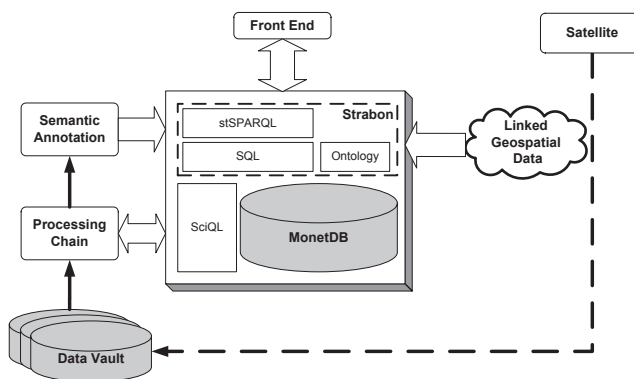 Front End
Satellite
Strabon
stSPARQL
Semantic
Annotation
SQL
Ontology
Linked
Geospatial
Data
SciQL
MonetDB
Processing
Chain
Data Vault